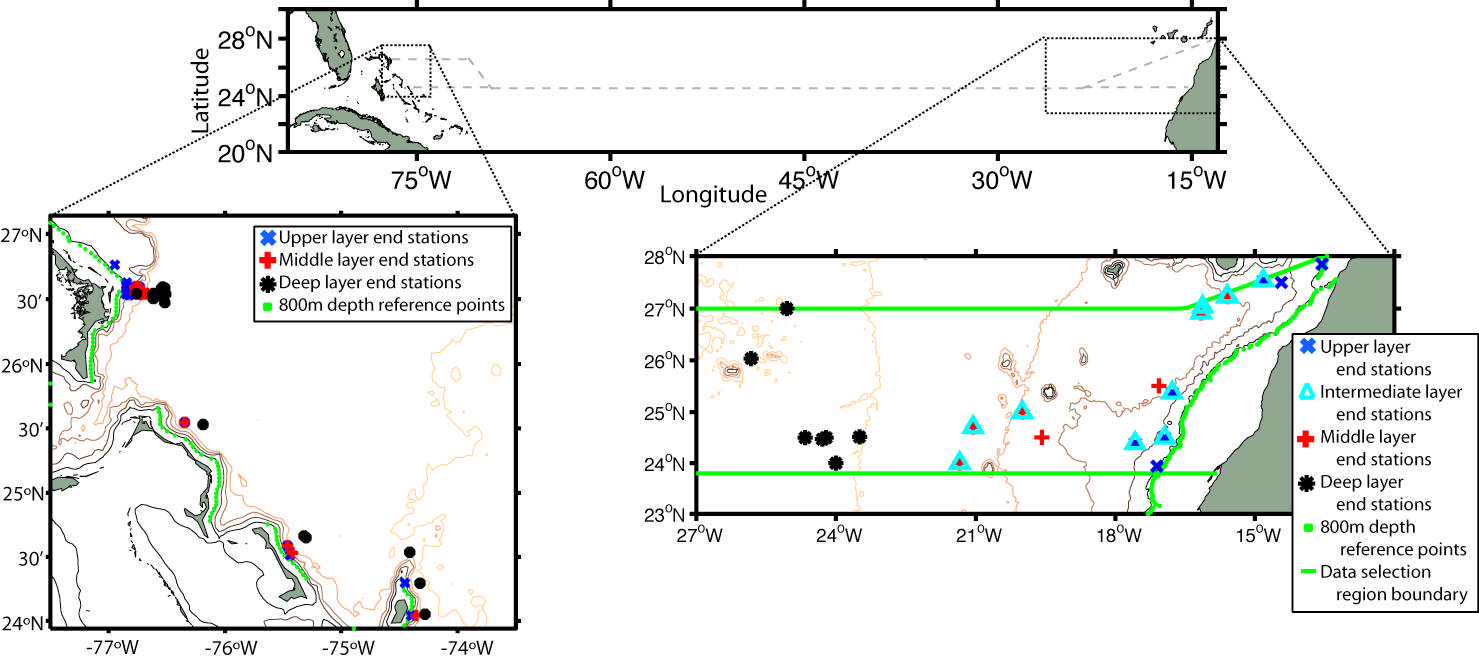 28°N
24°N
20°N
Latitude
75°W
60°W
45°W
30°W
15°W
Longitude
27°N
30′
26°N
30′
25°N
30′
24°N
-77°W
-76°W
-75°W
-74°W
Upper layer end stations
Middle layer end stations
Deep layer end stations
800m depth reference points
28°N
27°N
26°N
25°N
24°N
23°N
27°W
24°W
21°W
18°W
15°W
Upper layer
end stations
Intermediate layer
end stations
Middle layer
end stations
Deep layer
end stations
800m depth
reference points
Data selection
region boundary